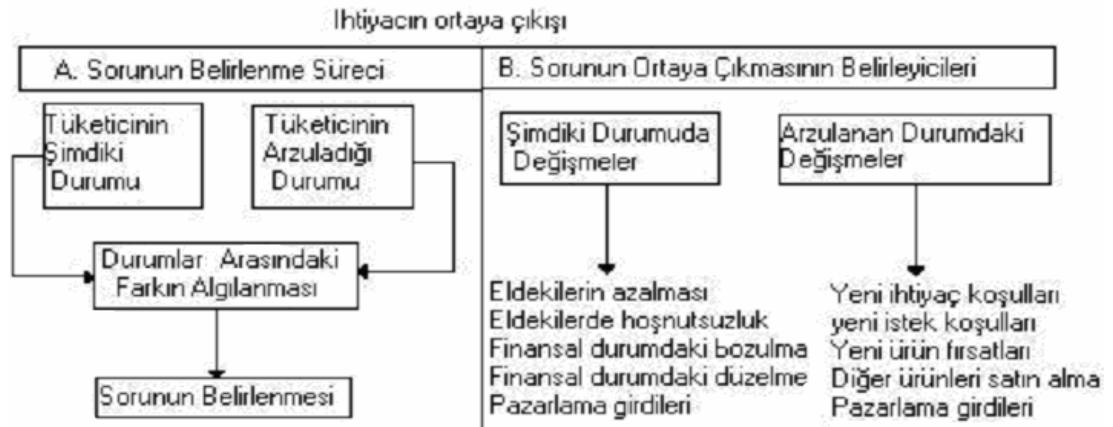 Ihtiyacın ortaya çıkışı
A. Sorunun Belirlenme Süreci
Tüketicinin
Şimdiki
Durumu
Tüketicinin
Arzuladığı
Durumu
Durumlar Arasındaki
Farkın Algılanması
Sorunun Belirlenmesi
B. Sorunun Ortaya Çıkmasının Belirleyicileri
Şimdiki Durumuda
Değişmeler
Arzulanan Durumdaki
Değişmeler
Eldekilerin azalması
Eldekilerde hoşnutsuzluk
Finansal durumdaki bozulma
Finansal durumdaki düzelme
Pazarlama girdileri
Yeni ihtiyaç koşulları
yeni istek koşulları
Yeni ürün fırsatları
Diğer ürünleri satın alma
Pazarlama girdileri